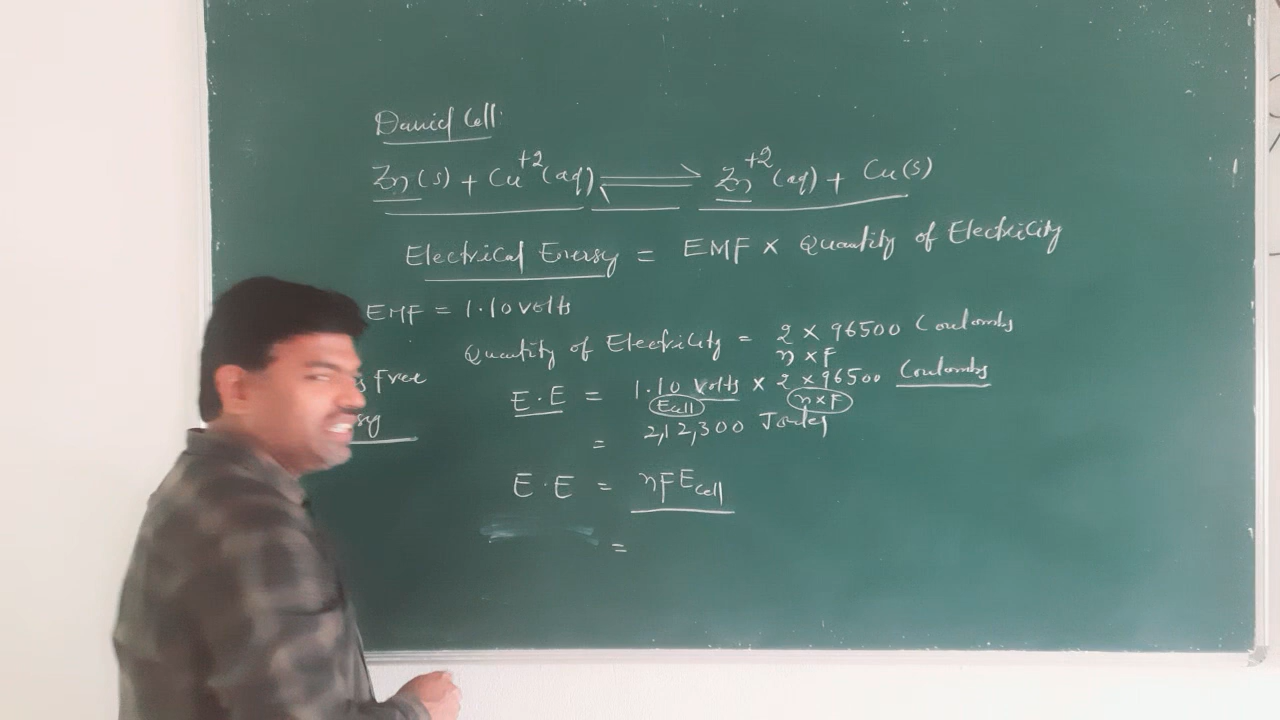 Daniel Cell:
Zn(s) + Cu+2(aq) ⇌ Zn+2(aq) + Cu(s)
Electrical Energy = EMF × Quantity of Electricity
EMF = 1.10 volts
Quantity of Electricity = 2 × 96500 Coulombs
n × F
Free
E.E = 1.10 volts × 2 × 96500 Coulombs
Ecell n×F
= 2,12,300 Joules
E.E = nFEcell
=